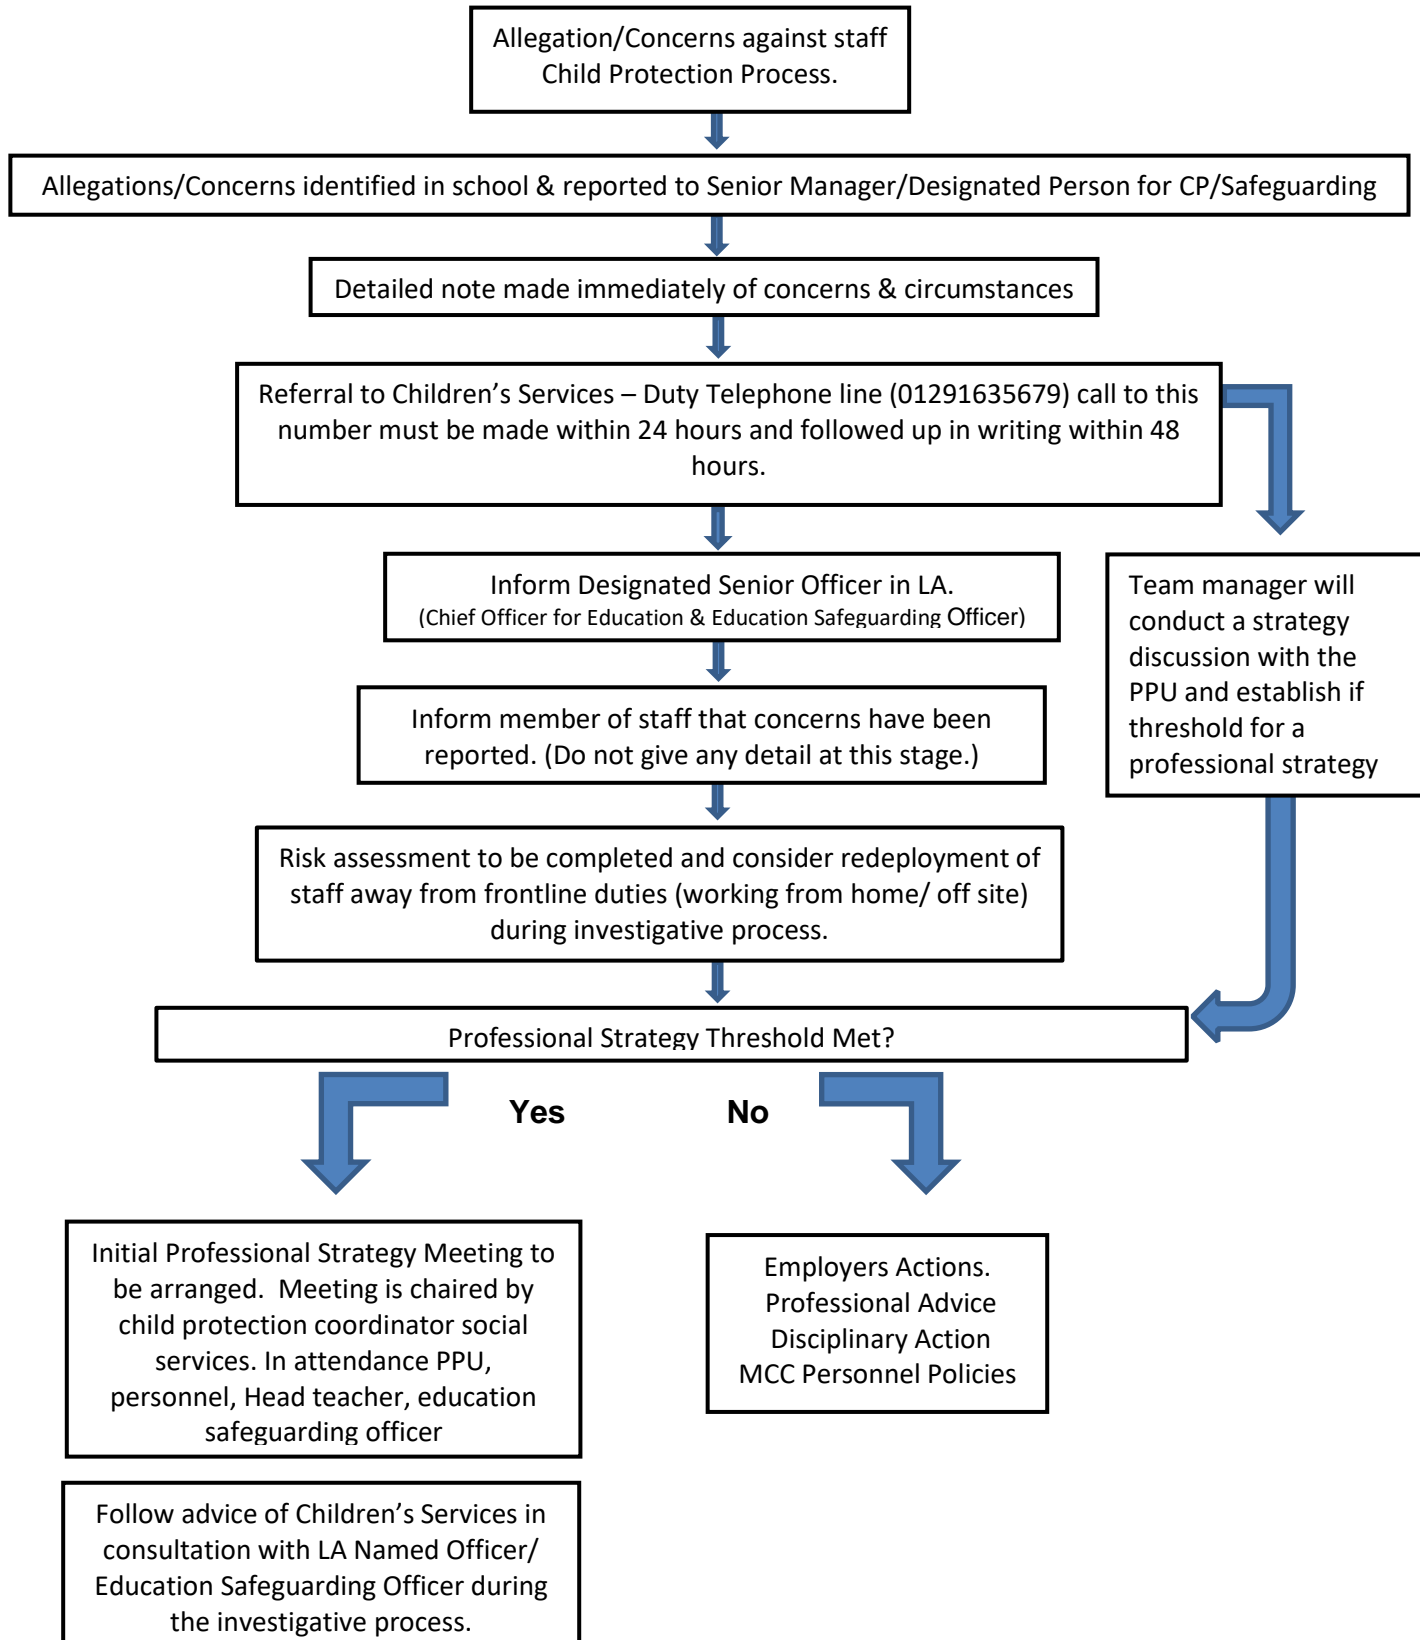 Allegation/Concerns against staff
Child Protection Process.
Allegations/Concerns identified in school & reported to Senior Manager/Designated Person for CP/Safeguarding
Detailed note made immediately of concerns & circumstances
Referral to Children’s Services – Duty Telephone line (01291635679) call to this
number must be made within 24 hours and followed up in writing within 48
hours.
Inform Designated Senior Officer in LA.
(Chief Officer for Education & Education Safeguarding Officer)
Team manager will
conduct a strategy
discussion with the
PPU and establish if
threshold for a
professional strategy
Inform member of staff that concerns have been
reported. (Do not give any detail at this stage.)
Risk assessment to be completed and consider redeployment of
staff away from frontline duties (working from home/ off site)
during investigative process.
Professional Strategy Threshold Met?
Yes
No
Initial Professional Strategy Meeting to
be arranged.  Meeting is chaired by
child protection coordinator social
services. In attendance PPU,
personnel, Head teacher, education
safeguarding officer
Employers Actions.
Professional Advice
Disciplinary Action
MCC Personnel Policies
Follow advice of Children’s Services in
consultation with LA Named Officer/
Education Safeguarding Officer during
the investigative process.